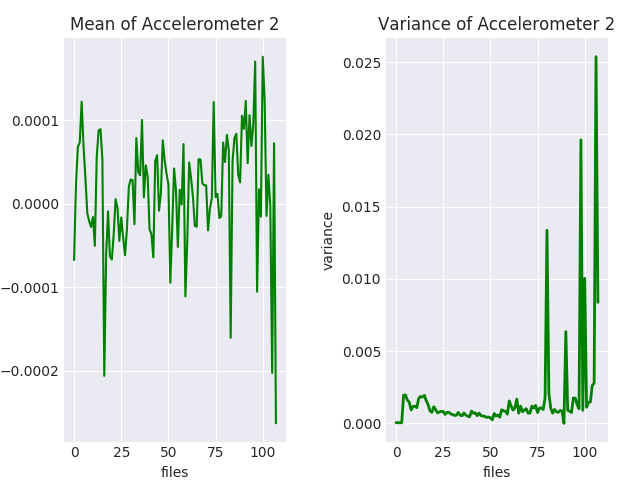 Mean of Accelerometer 2
0.0001
0.0000
−0.0001
−0.0002
0 25 50 75 100
files
Variance of Accelerometer 2
variance
0.025
0.020
0.015
0.010
0.005
0.000
0 25 50 75 100
files